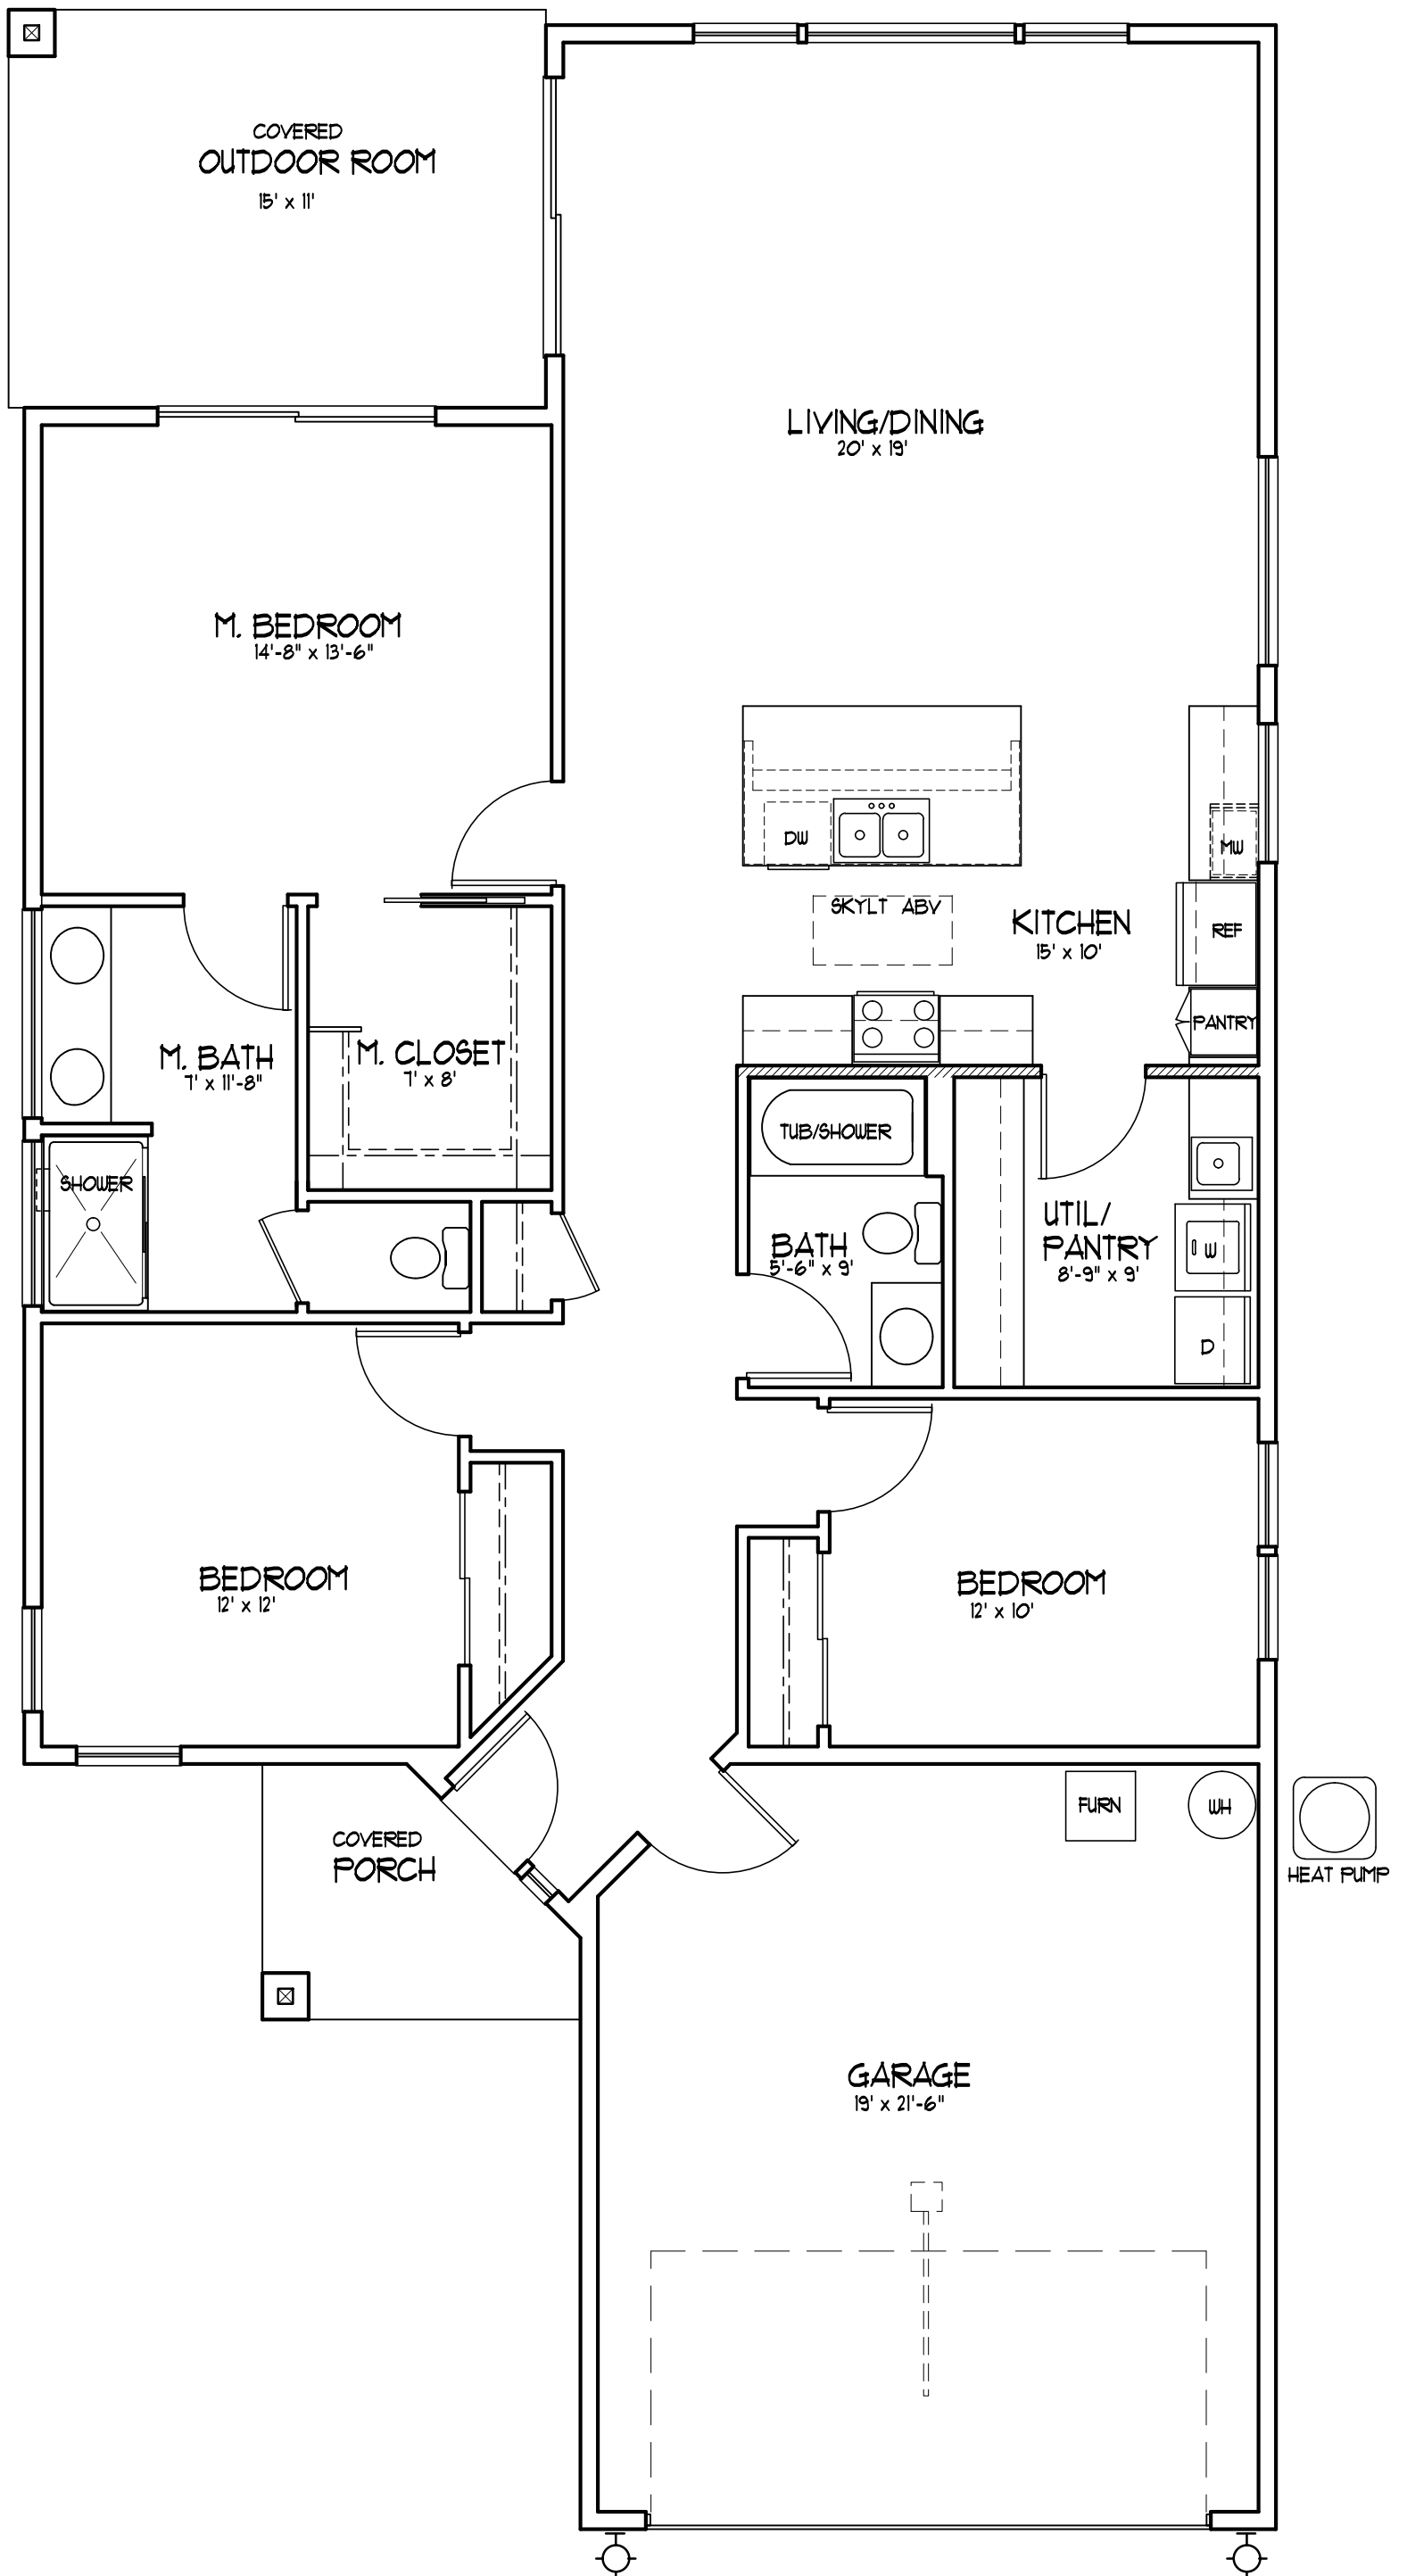 COVERED
OUTDOOR ROOM
15' x 11'
LIVING/DINING
20' x 19'
M. BEDROOM
14'-8" x 13'-6"
DW
MW
SKYLT ABV
KITCHEN
15' x 10'
REF
PANTRY
M. BATH
7' x 11'-8"
M. CLOSET
7' x 8'
TUB/SHOWER
SHOWER
BATH
5'-6" x 9'
UTIL/
PANTRY
8'-9" x 9'
W
D
BEDROOM
12' x 12'
BEDROOM
12' x 10'
FURN
WH
HEAT PUMP
COVERED
PORCH
GARAGE
19' x 21'-6"